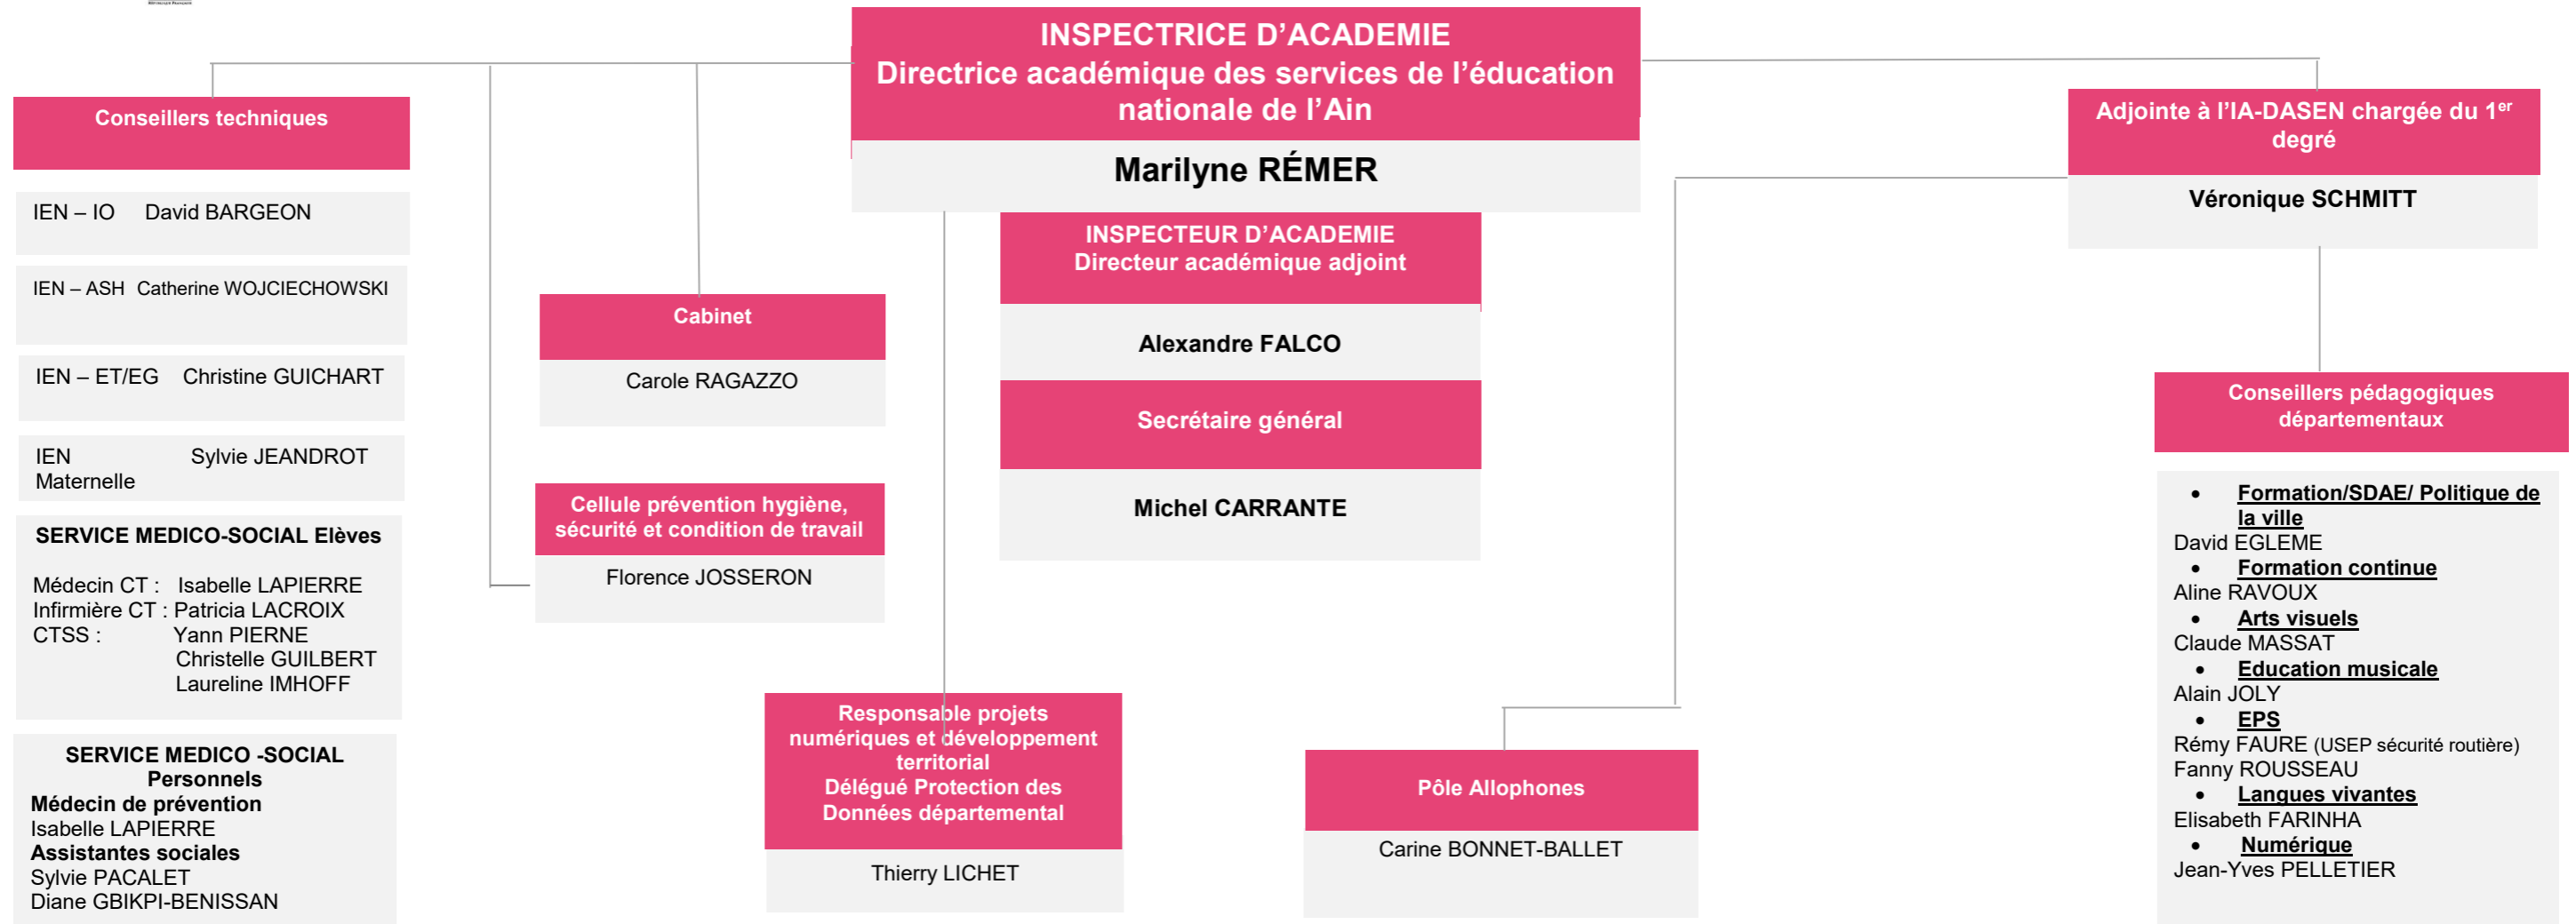 INSPECTRICE D’ACADEMIE
Directrice académique des services de l’éducation
nationale de l’Ain
Marilyne RÉMER
INSPECTEUR D’ACADEMIE
Directeur académique adjoint
Alexandre FALCO
Secrétaire général
Michel CARRANTE
Conseillers techniques
IEN – IO David BARGEON
IEN – ASH Catherine WOJCIECHOWSKI
IEN – ET/EG Christine GUICHART
IEN Sylvie JEANDROT
Maternelle
SERVICE MEDICO-SOCIAL Elèves
Médecin CT : Isabelle LAPIERRE
Infirmière CT : Patricia LACROIX
CTSS : Yann PIERNE
Christelle GUILBERT
Laureline IMHOFF
SERVICE MEDICO -SOCIAL
Personnels
Médecin de prévention
Isabelle LAPIERRE
Assistantes sociales
Sylvie PACALET
Diane GBIKPI-BENISSAN
Cabinet
Carole RAGAZZO
Cellule prévention hygiène,
sécurité et condition de travail
Florence JOSSERON
Responsable projets
numériques et développement
territorial
Délégué Protection des
Données départemental
Thierry LICHET
Pôle Allophones
Carine BONNET-BALLET
Adjointe à l’IA-DASEN chargée du 1er
degré
Véronique SCHMITT
Conseillers pédagogiques
départementaux
• Formation/SDAE/ Politique de
la ville
David EGLEME
• Formation continue
Aline RAVOUX
• Arts visuels
Claude MASSAT
• Education musicale
Alain JOLY
• EPS
Rémy FAURE (USEP sécurité routière)
Fanny ROUSSEAU
• Langues vivantes
Elisabeth FARINHA
• Numérique
Jean-Yves PELLETIER